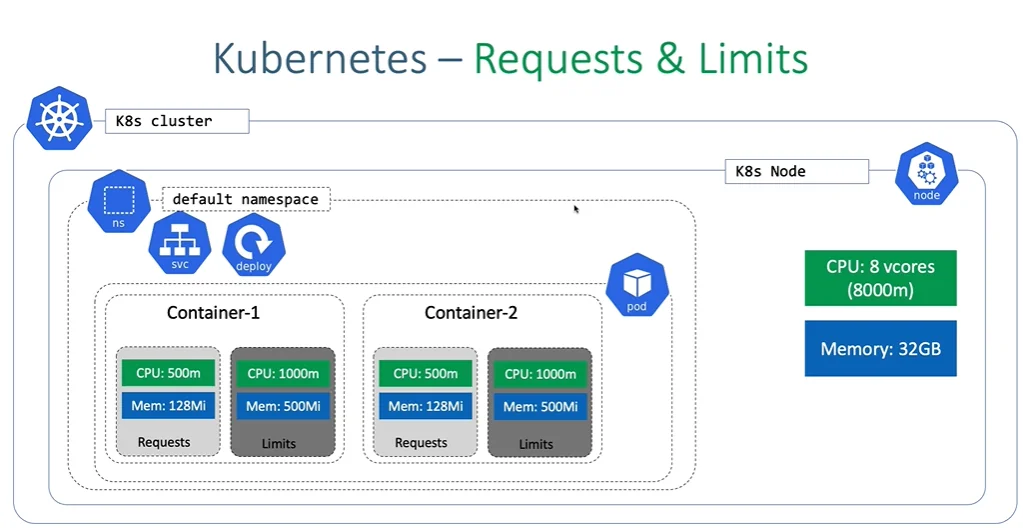 Kubernetes – Requests & Limits
K8s cluster
K8s Node
node
ns
default namespace
svc
deploy
pod
CPU: 8 vcores
(8000m)
Memory: 32GB
Container-1
CPU: 500m
Mem: 128Mi
Requests
CPU: 1000m
Mem: 500Mi
Limits
Container-2
CPU: 500m
Mem: 128Mi
Requests
CPU: 1000m
Mem: 500Mi
Limits